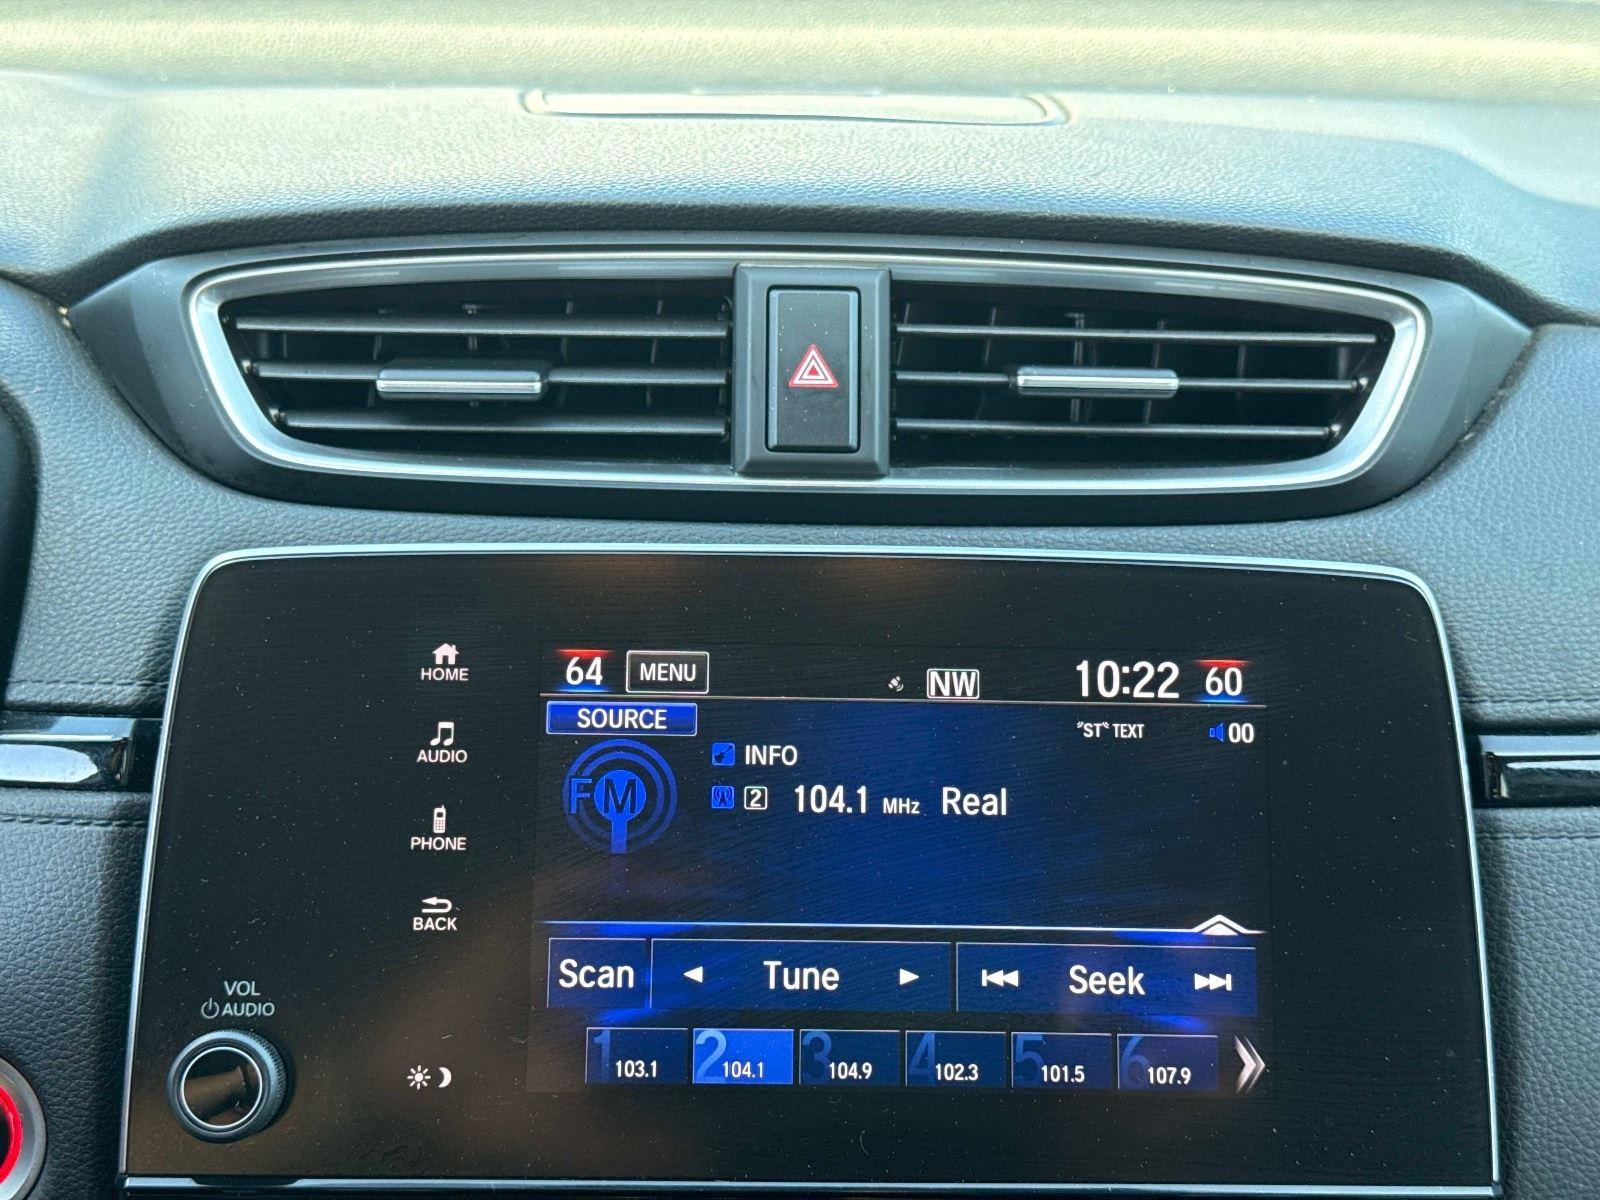 HOME
AUDIO
PHONE
BACK
VOL
AUDIO
64 MENU NW 10:22 60
SOURCE "ST" TEXT 00
FM
INFO
2 104.1 MHz Real
Scan Tune Seek
1 103.1 2 104.1 3 104.9 4 102.3 5 101.5 6 107.9